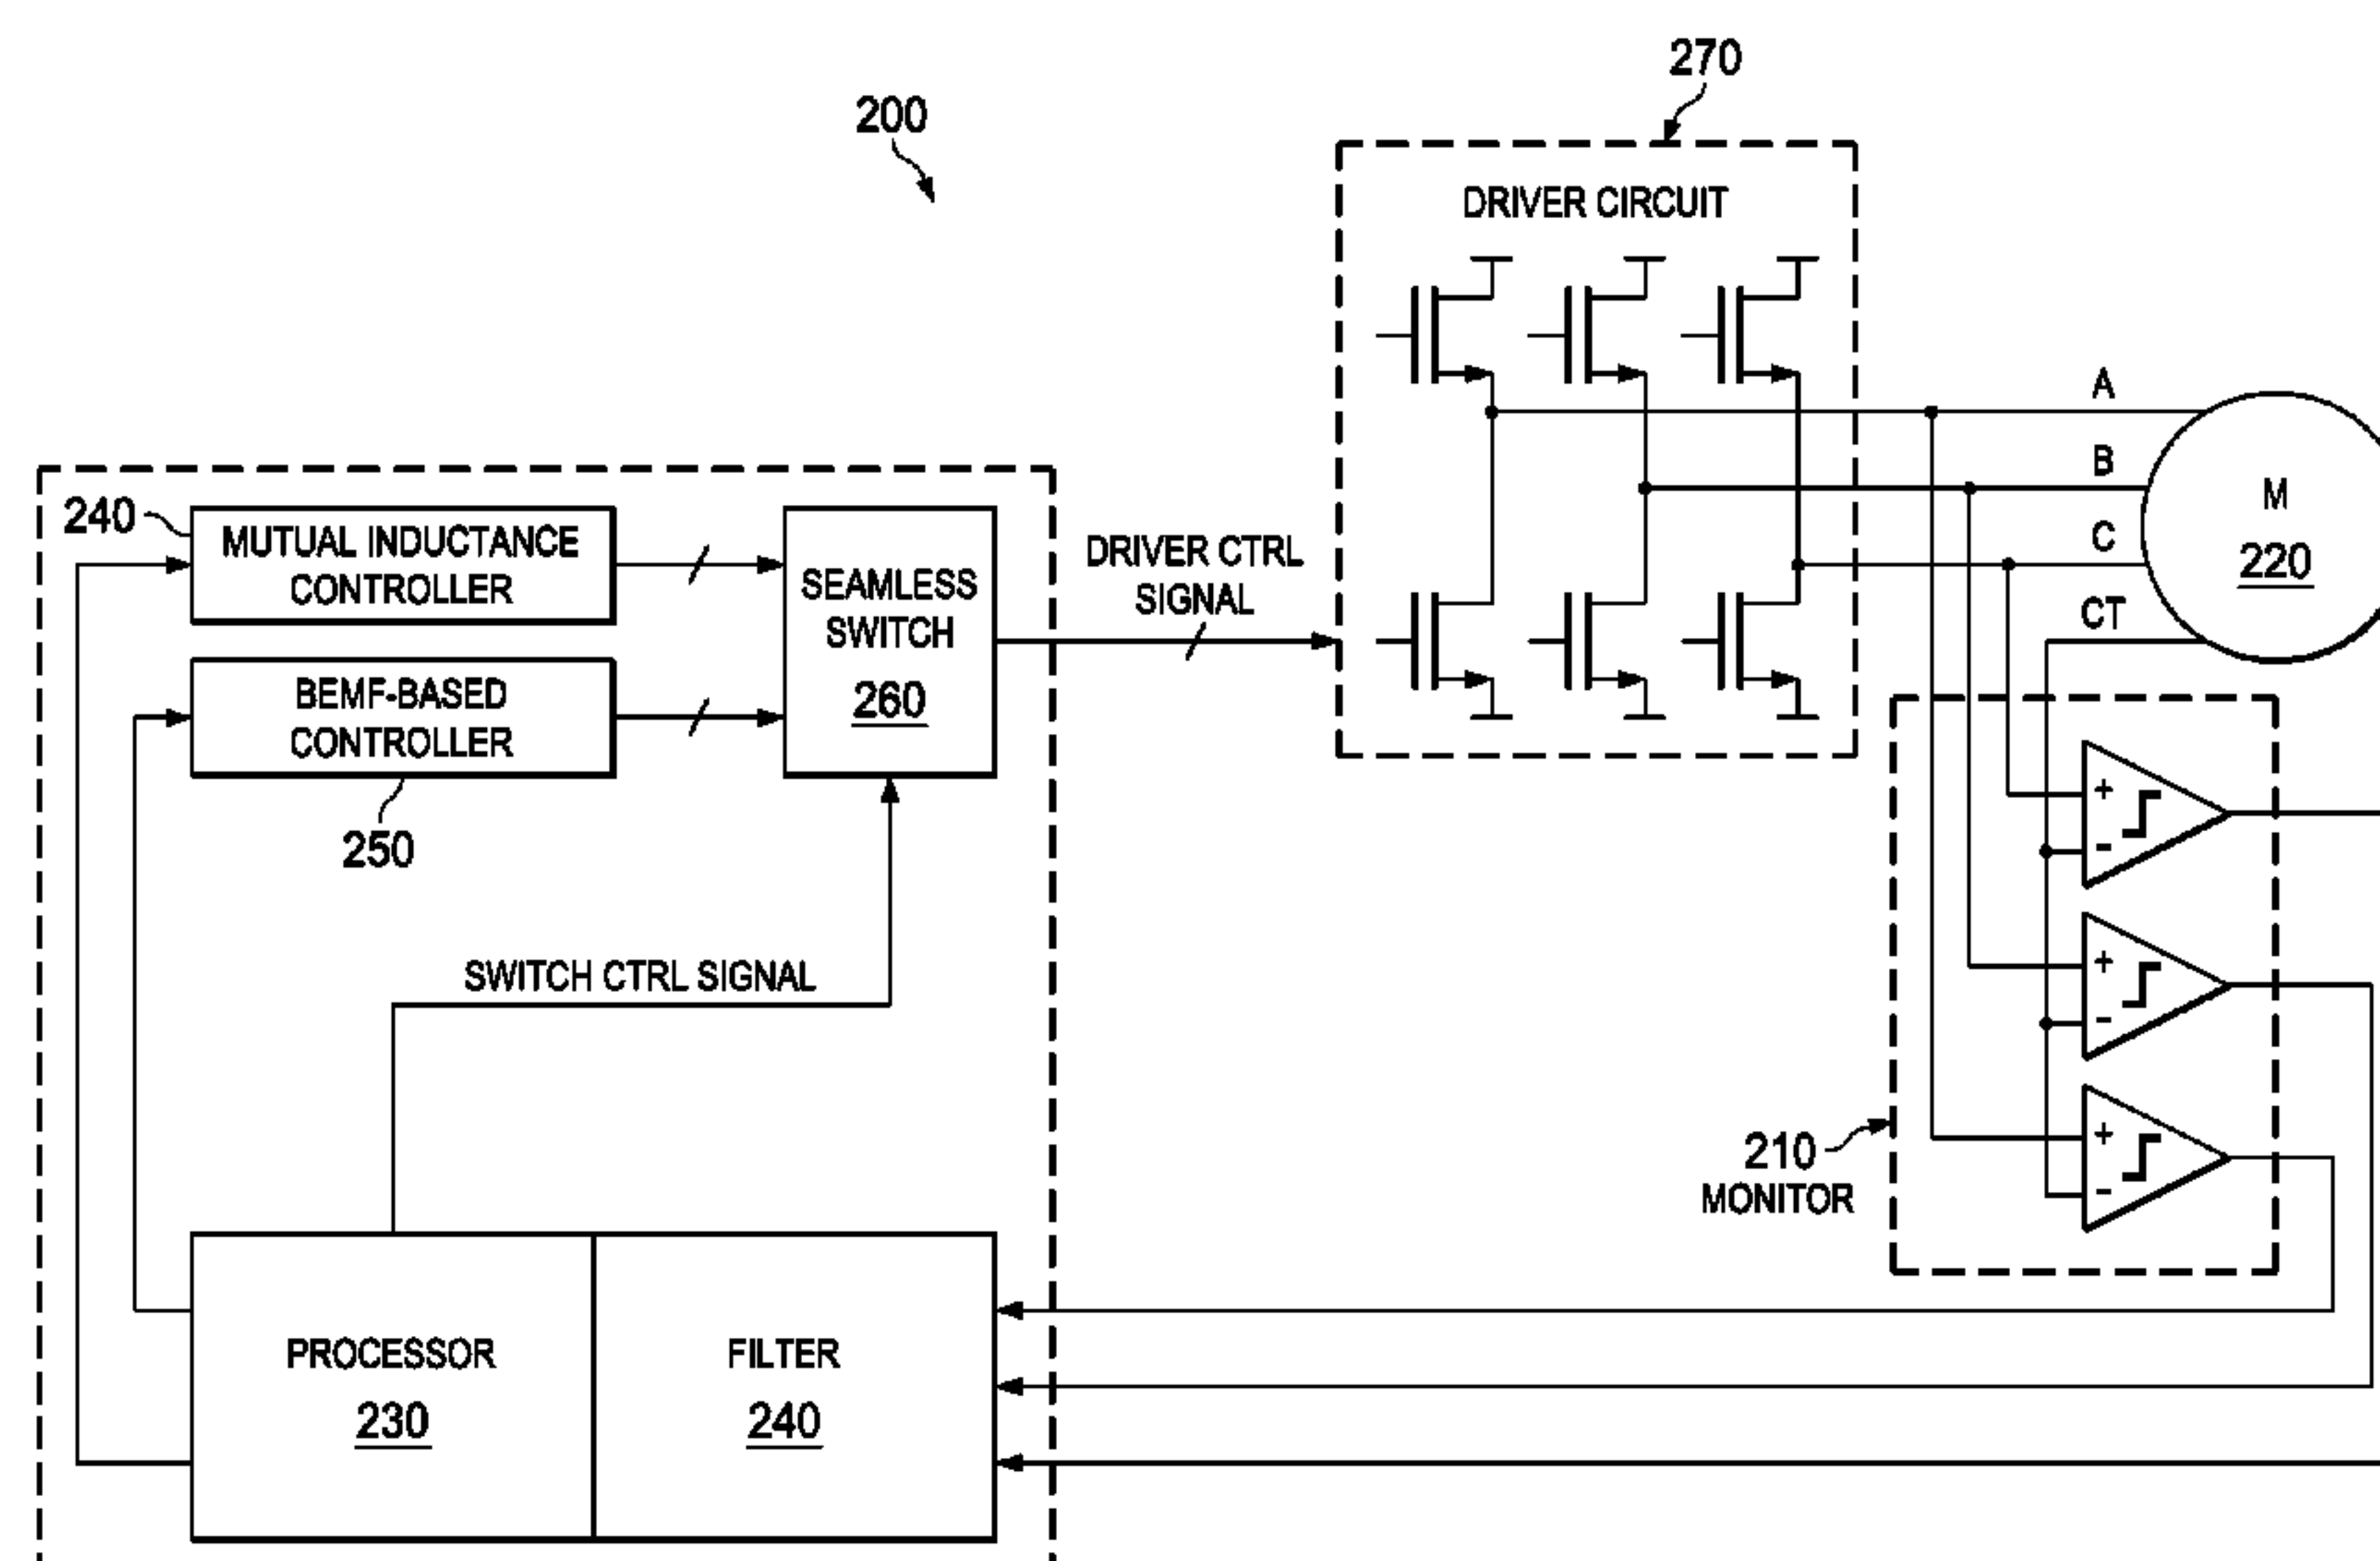 270
200
DRIVER CIRCUIT
A
B
C
CT
M
220
240
MUTUAL INDUCTANCE
CONTROLLER
SEAMLESS
SWITCH
260
DRIVER CTRL
SIGNAL
BEMF-BASED
CONTROLLER
250
+
-
+
-
+
-
SWITCH CTRL SIGNAL
210
MONITOR
PROCESSOR
230
FILTER
240